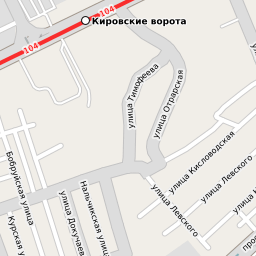 104
Кировские ворота
104
улица Тимофеева
улица Отрарская
улица Кисловодская
улица Левского
улица Левского
Бобруйская улица
Курская улица
улица Докучаев
Нальчикская улица